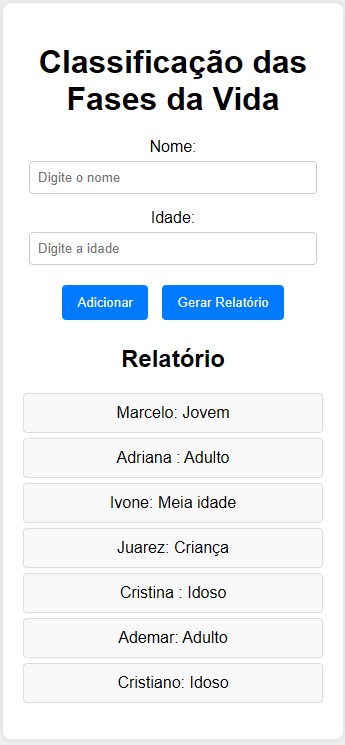 Classificação das
Fases da Vida
Nome:
Digite o nome
Idade:
Digite a idade
Adicionar Gerar Relatório
Relatório
Marcelo: Jovem
Adriana : Adulto
Ivone: Meia idade
Juarez: Criança
Cristina : Idoso
Ademar: Adulto
Cristiano: Idoso